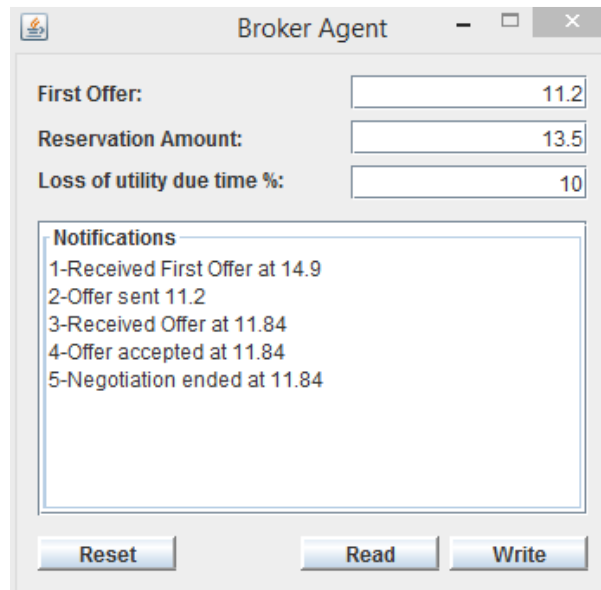 Broker Agent
First Offer: 11.2
Reservation Amount: 13.5
Loss of utility due time %: 10
Notifications
1-Received First Offer at 14.9
2-Offer sent 11.2
3-Received Offer at 11.84
4-Offer accepted at 11.84
5-Negotiation ended at 11.84
Reset Read Write